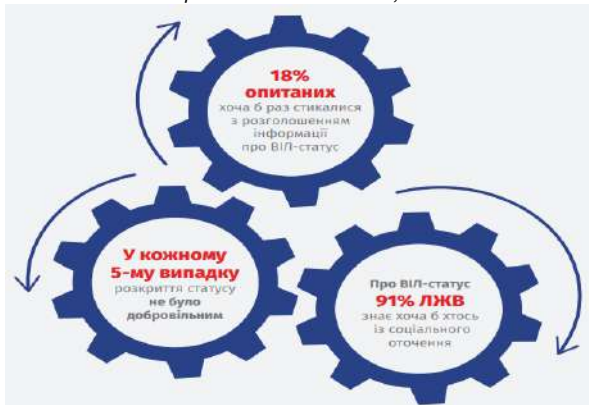 18%
опитаних
хоча б раз стикалися
з розголошенням
інформації
про ВІЛ-статус
У кожному
5-му випадку
розкриття статусу
не було
добровільним
Про ВІЛ-статус
91% ЛЖВ
знає хоча б хтось
із соціального
оточення